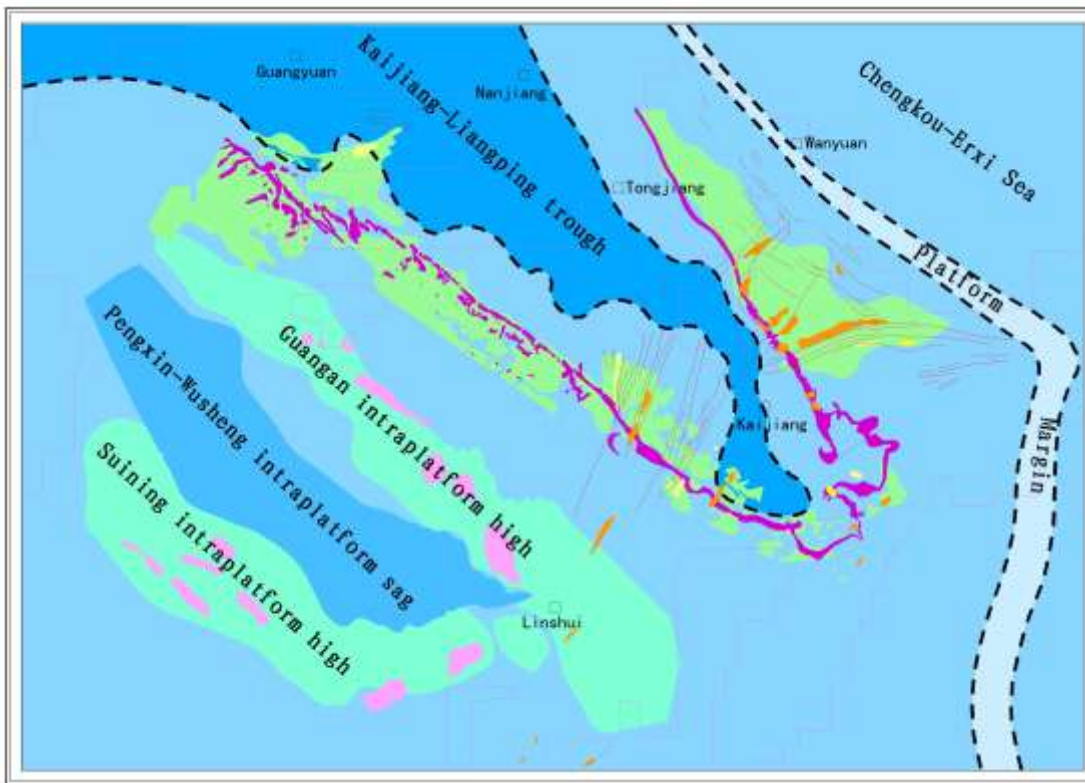 Guangyuan
Nanjiang
Kaijiang-Liangping trough
Chengkou-Erxi Sea
Wanyuan
Tongjiang
Platform
Margin
Pengxin-Wusheng intraplatform sag
Guangan intraplatform high
Suining intraplatform high
Kaijiang
Linshui